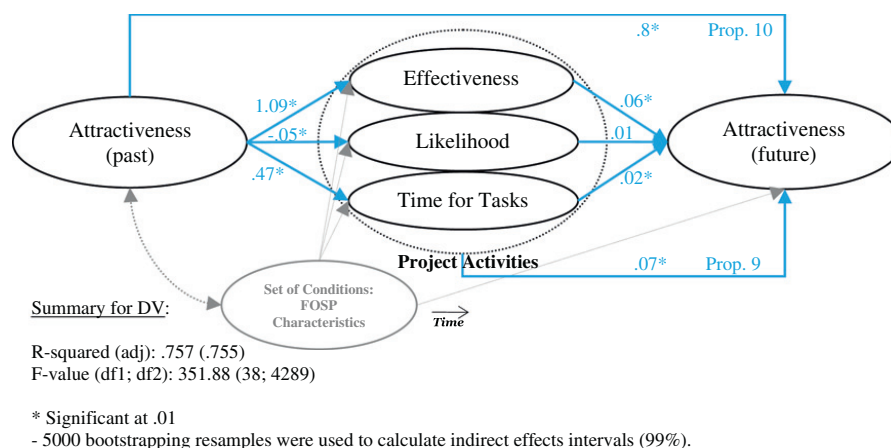 .8* Prop. 10
Effectiveness
1.09*
.06*
Attractiveness
(past)
-.05*
Likelihood
.01
Attractiveness
(future)
.47*
Time for Tasks
.02*
Project Activities
.07* Prop. 9
Set of Conditions:
FOSP
Characteristics
Time
Summary for DV:
R-squared (adj): .757 (.755)
F-value (df1; df2): 351.88 (38; 4289)
* Significant at .01
- 5000 bootstrapping resamples were used to calculate indirect effects intervals (99%).